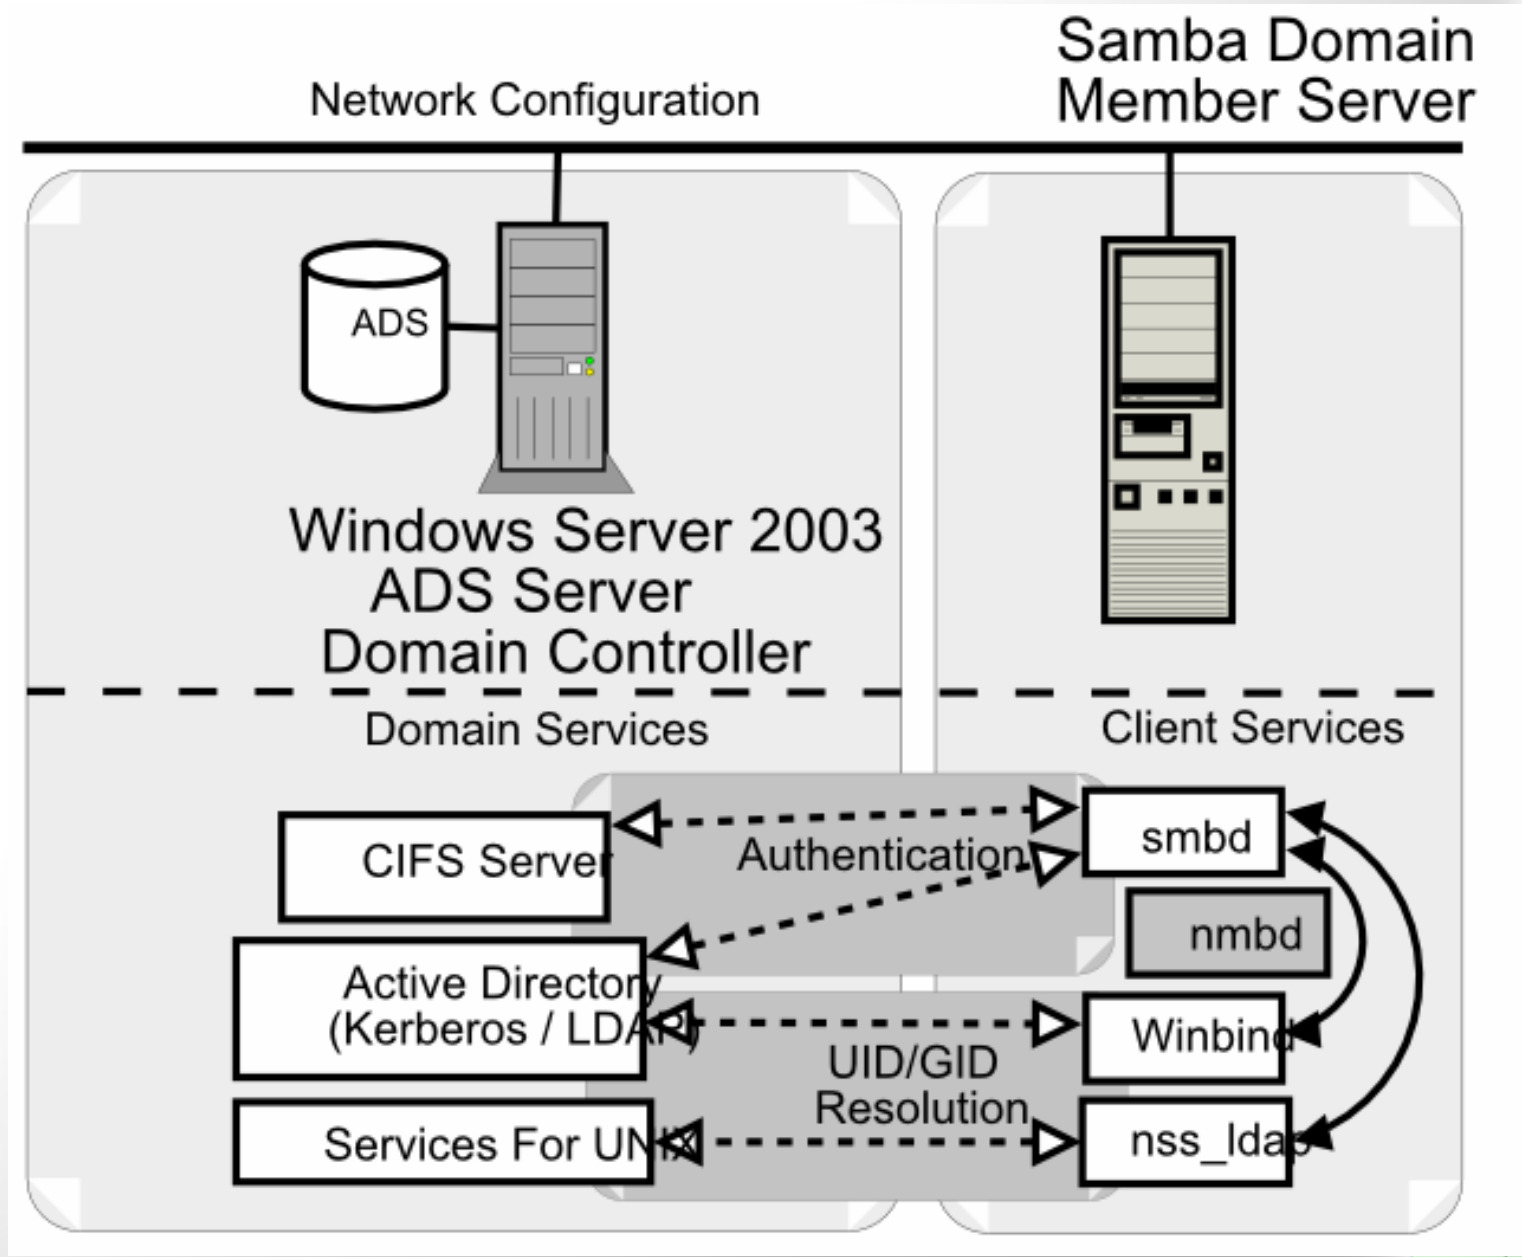 Samba Domain
Member Server
Network Configuration
ADS
Windows Server 2003
ADS Server
Domain Controller
Domain Services
Client Services
CIFS Server
Authentication
smbd
nmbd
Active Directory
(Kerberos / LDAP)
UID/GID
Resolution
Winbind
Services For UNIX
nss_ldap